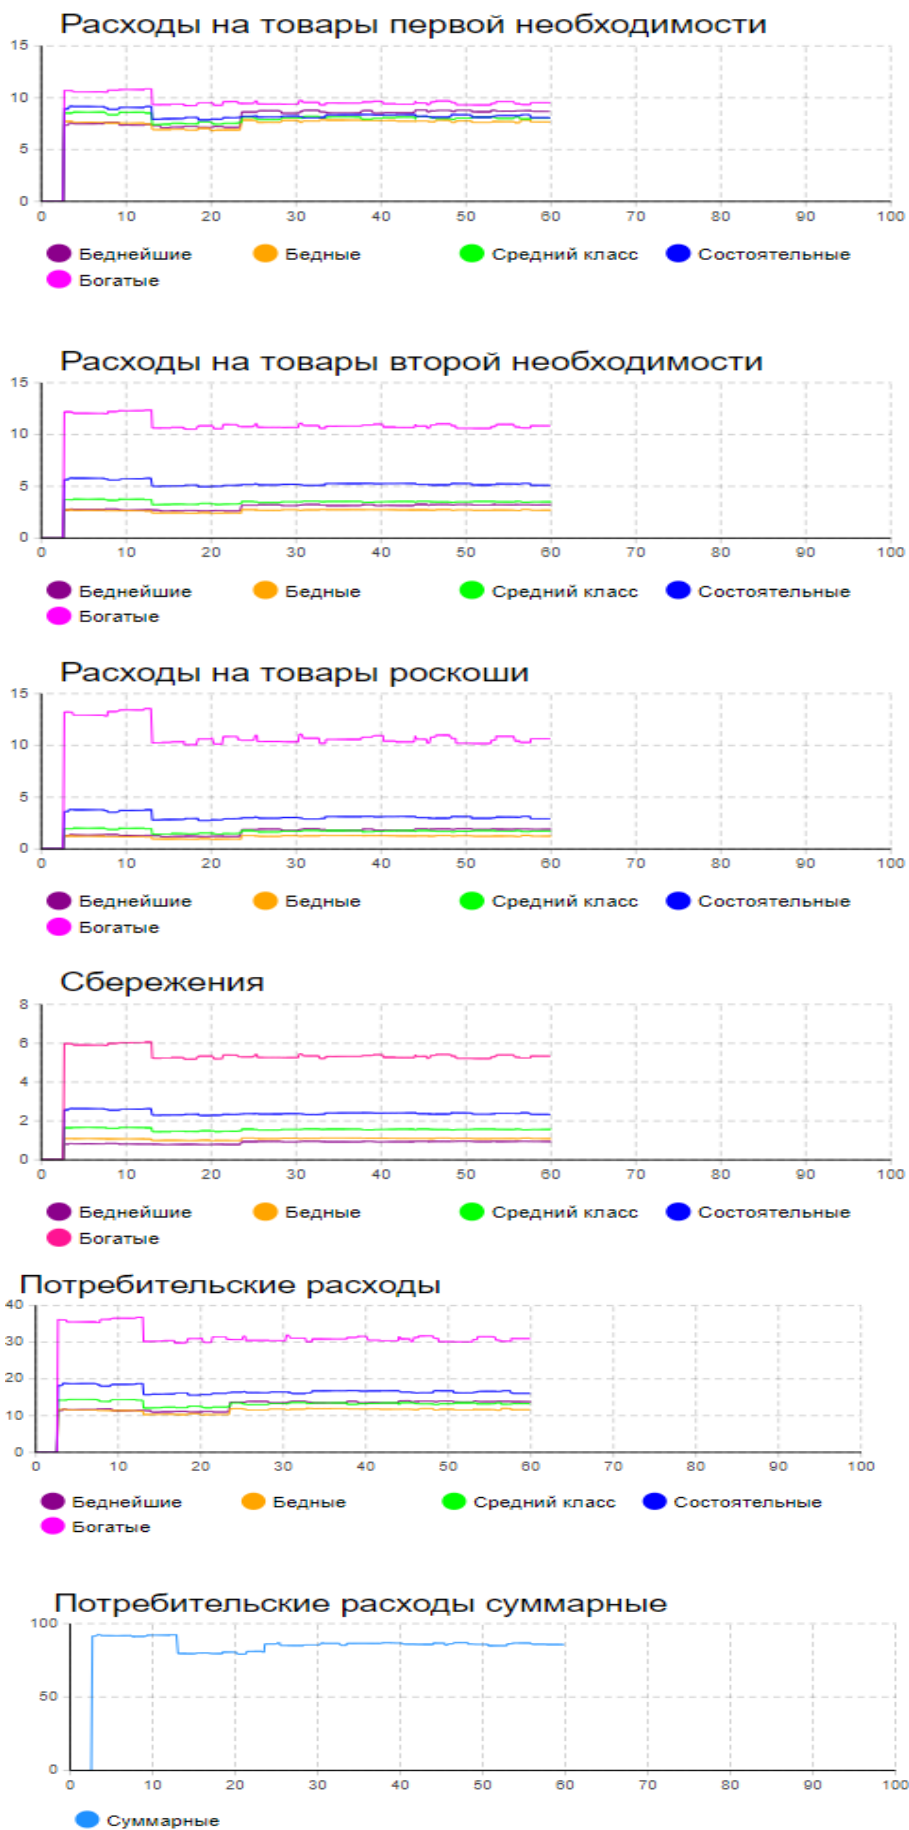 Расходы на товары первой необходимости
15
10
5
0
0 10 20 30 40 50 60 70 80 90 100
Беднейшие Бедные Средний класс Состоятельные
Богатые
Расходы на товары второй необходимости
15
10
5
0
0 10 20 30 40 50 60 70 80 90 100
Беднейшие Бедные Средний класс Состоятельные
Богатые
Расходы на товары роскоши
15
10
5
0
0 10 20 30 40 50 60 70 80 90 100
Беднейшие Бедные Средний класс Состоятельные
Богатые
Сбережения
8
6
4
2
0
0 10 20 30 40 50 60 70 80 90 100
Беднейшие Бедные Средний класс Состоятельные
Богатые
Потребительские расходы
40
30
20
10
0
0 10 20 30 40 50 60 70 80 90 100
Беднейшие Бедные Средний класс Состоятельные
Богатые
Потребительские расходы суммарные
100
50
0
0 10 20 30 40 50 60 70 80 90 100
Суммарные